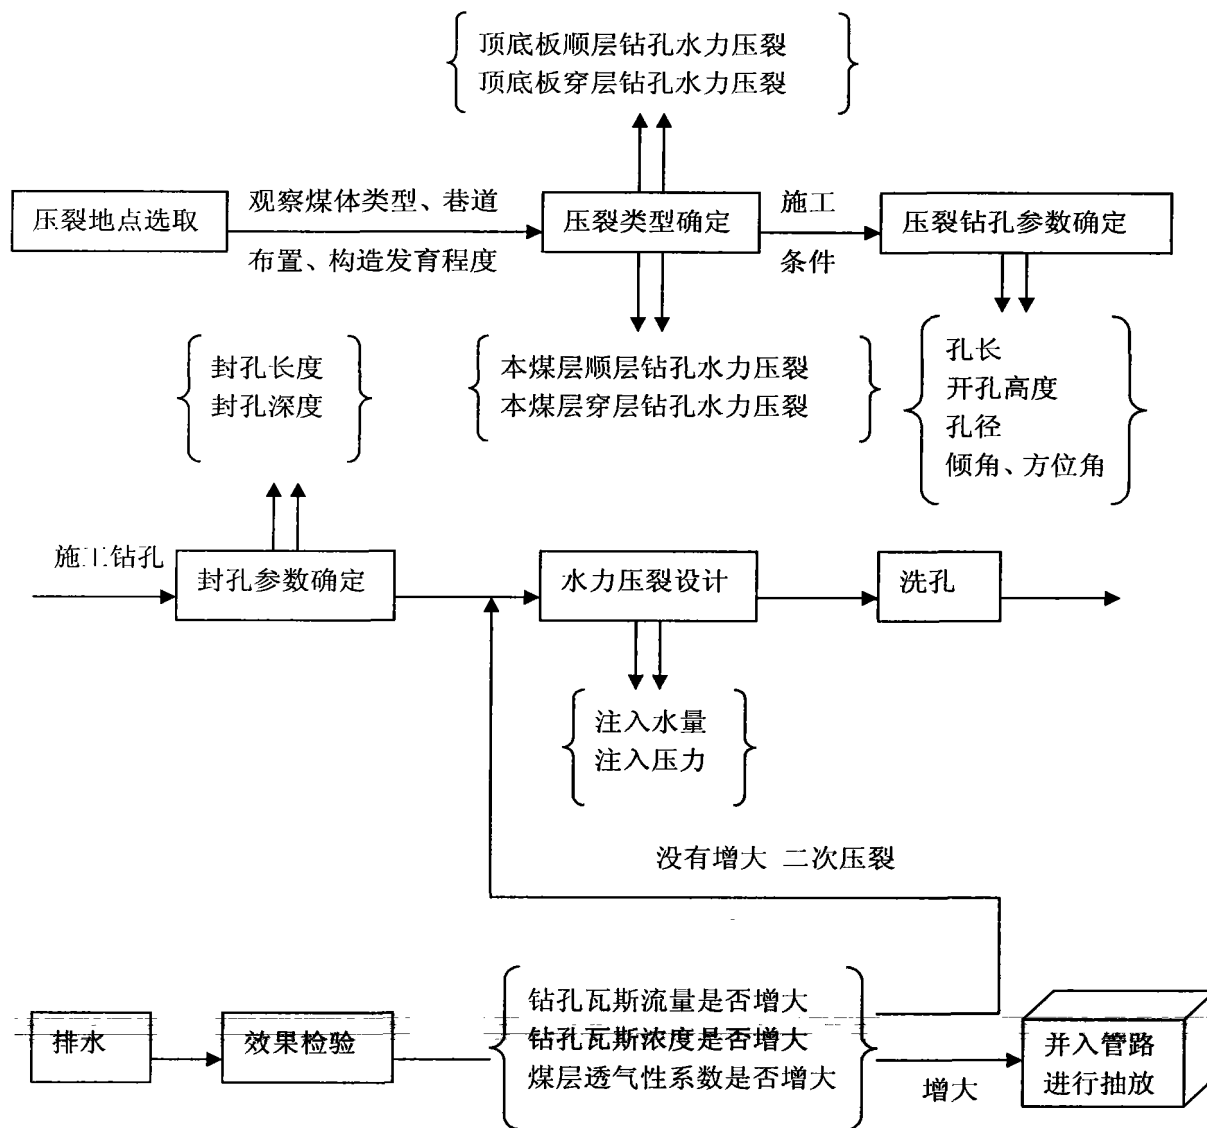 顶底板顺层钻孔水力压裂
顶底板穿层钻孔水力压裂
压裂地点选取
观察煤体类型、巷道
布置、构造发育程度
压裂类型确定
施工
条件
压裂钻孔参数确定
封孔长度
封孔深度
本煤层顺层钻孔水力压裂
本煤层穿层钻孔水力压裂
孔长
开孔高度
孔径
倾角、方位角
施工钻孔
封孔参数确定
水力压裂设计
洗孔
注入水量
注入压力
没有增大 二次压裂
排水
效果检验
钻孔瓦斯流量是否增大
钻孔瓦斯浓度是否增大
煤层透气性系数是否增大
增大
并入管路
进行抽放